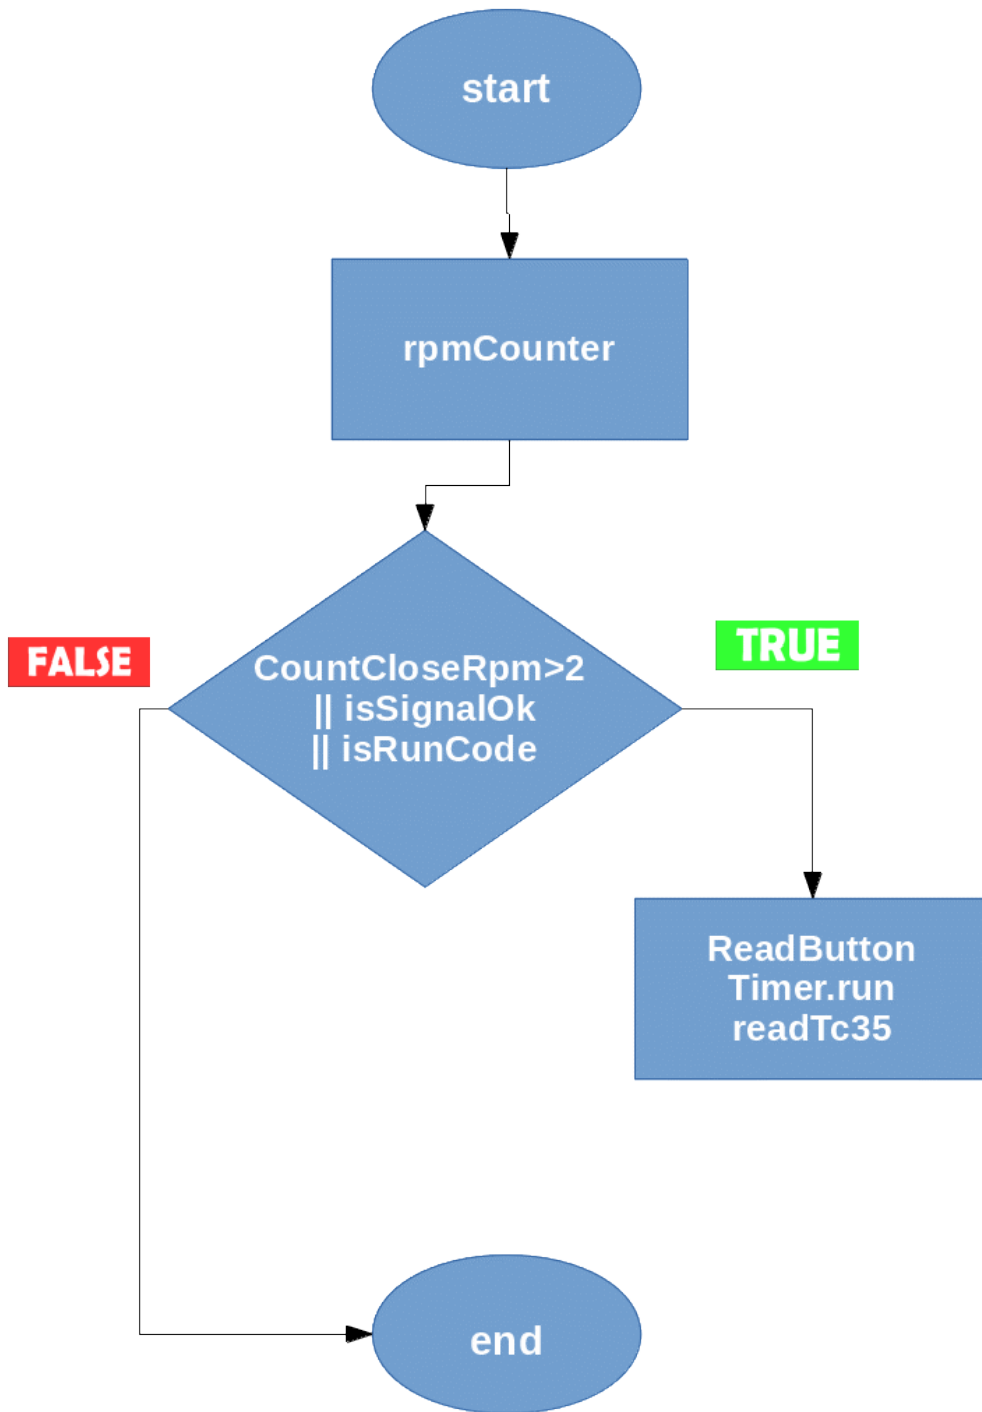 start
rpmCounter
FALSE
TRUE
CountCloseRpm>2
|| isSignalOk
|| isRunCode
ReadButton
Timer.run
readTc35
end